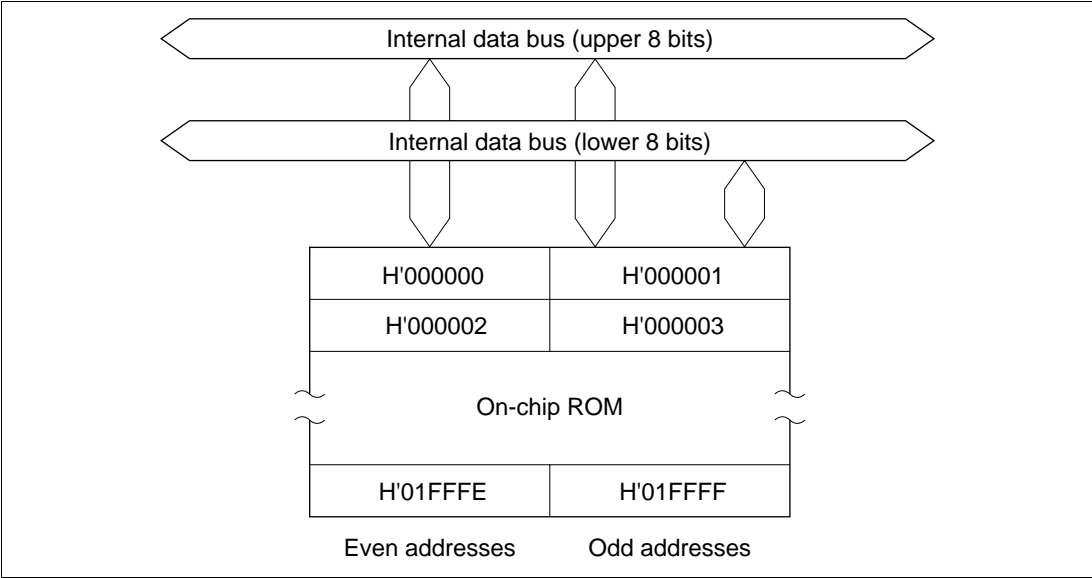 Internal data bus (upper 8 bits)
Internal data bus (lower 8 bits)
H'000000 H'000001
H'000002 H'000003
On-chip ROM
H'01FFFE H'01FFFF
Even addresses Odd addresses